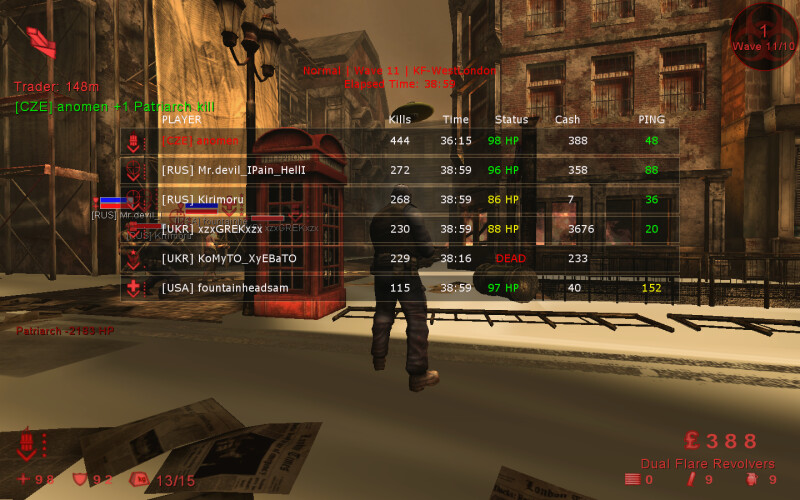 1
Wave 11/10
Normal | Wave 11 | KF-WestLondon
Elapsed Time: 38:59
Trader: 148m
[CZE] anomen +1 Patriarch kill
PLAYER Kills Time Status Cash PING
[CZE] anomen 444 36:15 98 HP 388 48
[RUS] Mr.devil_IPain_HellI 272 38:59 96 HP 358 88
[RUS] Kirimoru 268 38:59 86 HP 7 36
[RUS] Mr.devil_
[UKR] xzxGREKxzx 230 38:59 88 HP 3676 20
[UKR] KoMyTO_XyEBaTO 229 38:16 DEAD 233
[USA] fountainheadsam 115 38:59 97 HP 40 152
Patriarch -2163 HP
£388
Dual Flare Revolvers
98 93 13/15
0 9 9